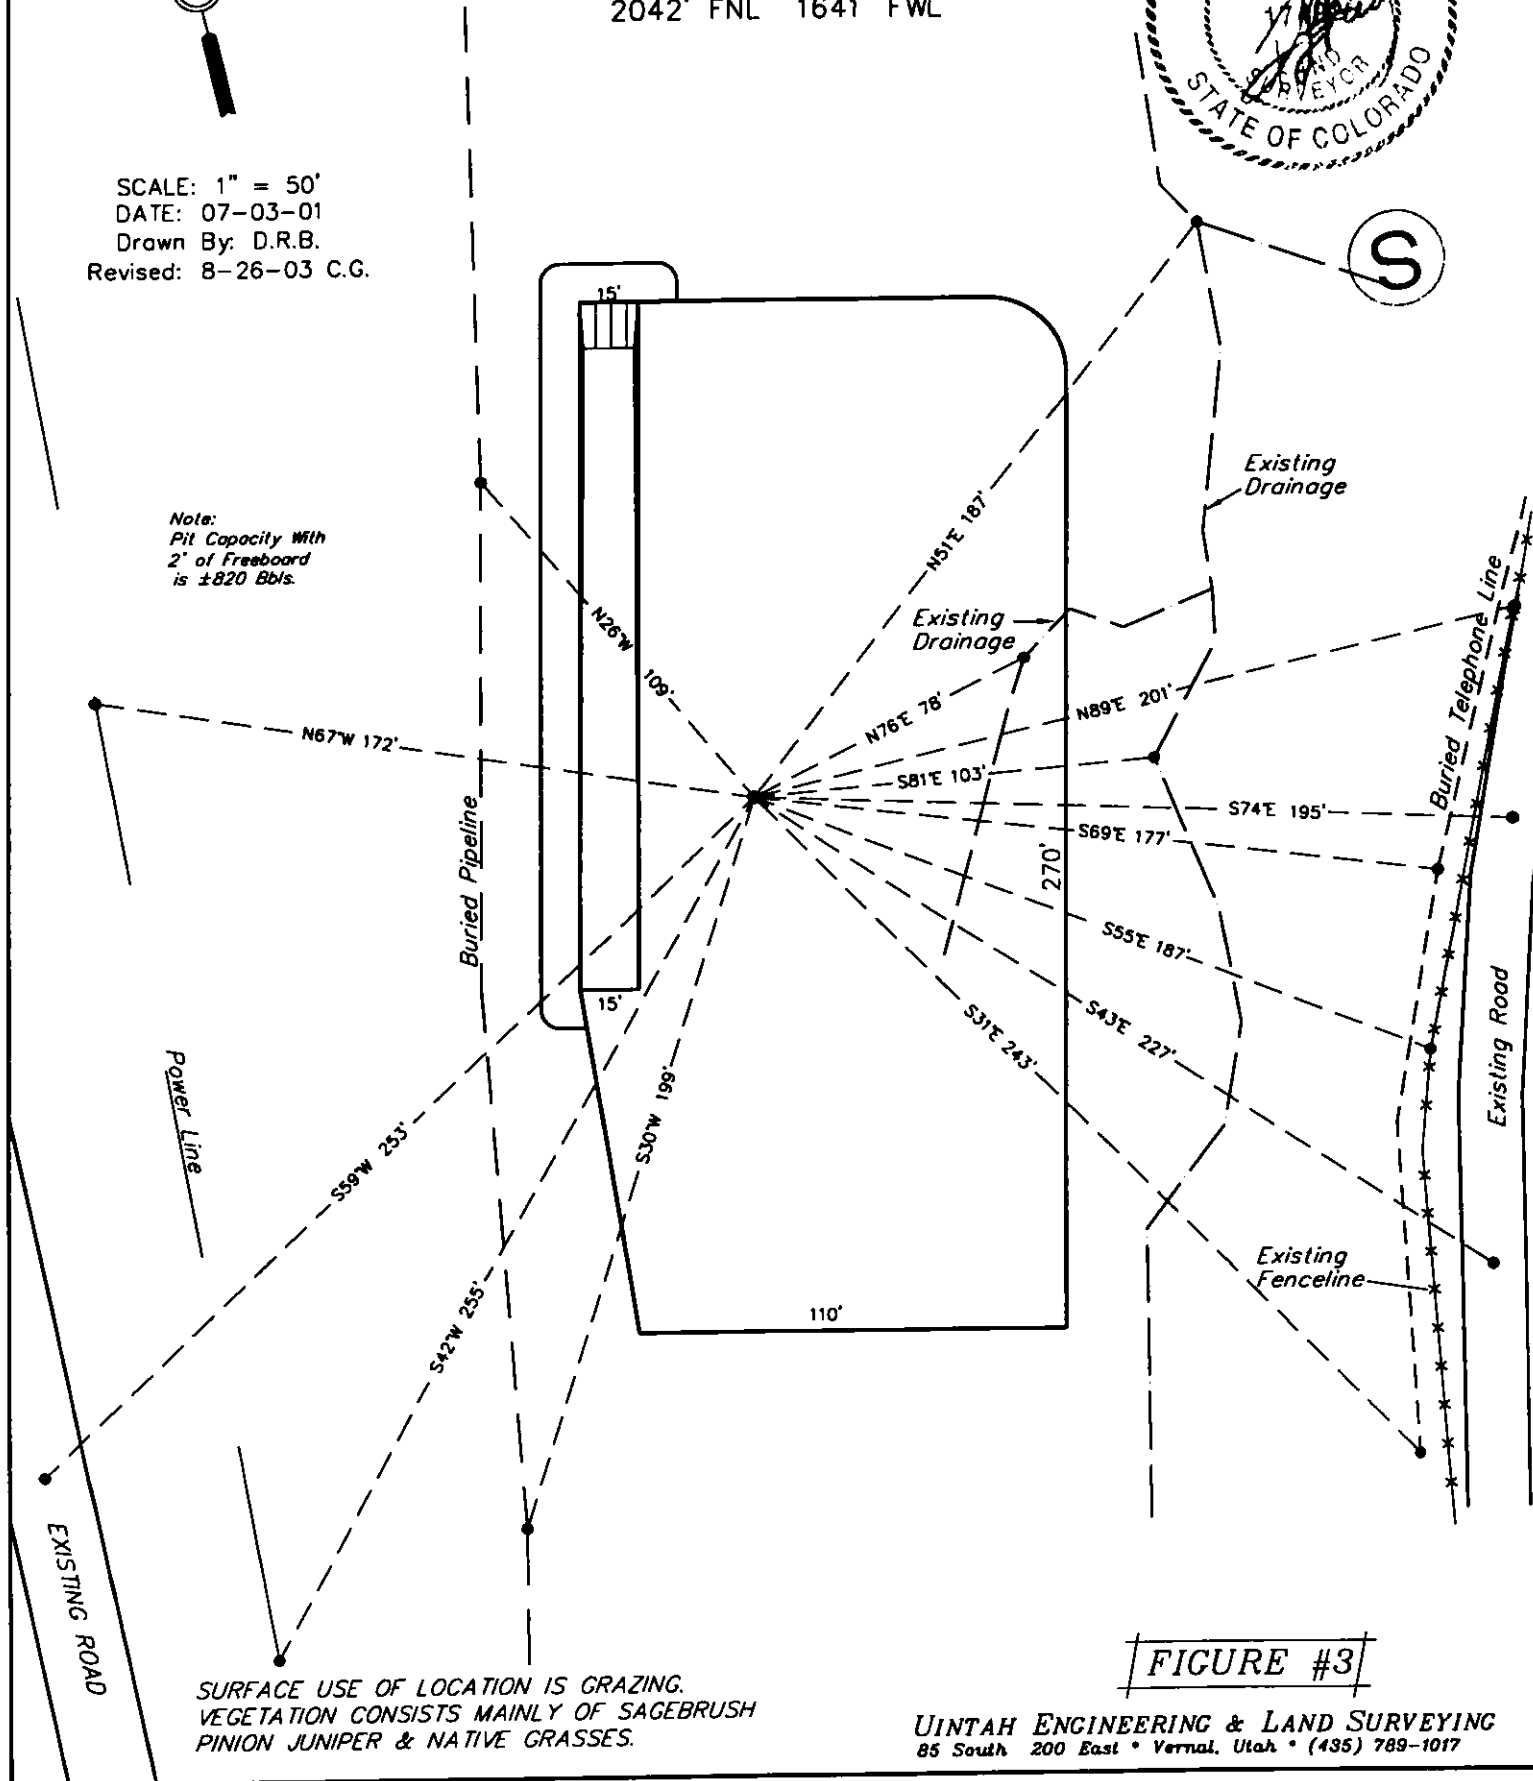 2042' FNL 1641' FWL
LAND
SURVEYOR
STATE OF COLORADO
SCALE: 1" = 50'
DATE: 07-03-01
Drawn By: D.R.B.
Revised: 8-26-03 C.G.
S
15'
Existing
Drainage
Note:
Pit Capacity With
2' of Freeboard
is ±820 Bbls.
N51°E 187'
Buried Telephone Line
Existing
Drainage
N26°W 109'
N76°E 78'
N89°E 201'
N67°W 172'
S81°E 103'
S74°E 195'
S69°E 177'
Buried Pipeline
270'
S55°E 187'
15'
S31°E 243'
S43°E 227'
Existing Road
Power Line
S59°W 253'
S30°W 199'
Existing
Fenceline
S42°W 255'
110'
EXISTING ROAD
FIGURE #3
SURFACE USE OF LOCATION IS GRAZING.
VEGETATION CONSISTS MAINLY OF SAGEBRUSH
PINION JUNIPER & NATIVE GRASSES.
UINTAH ENGINEERING & LAND SURVEYING
85 South 200 East * Vernal, Utah * (435) 789-1017